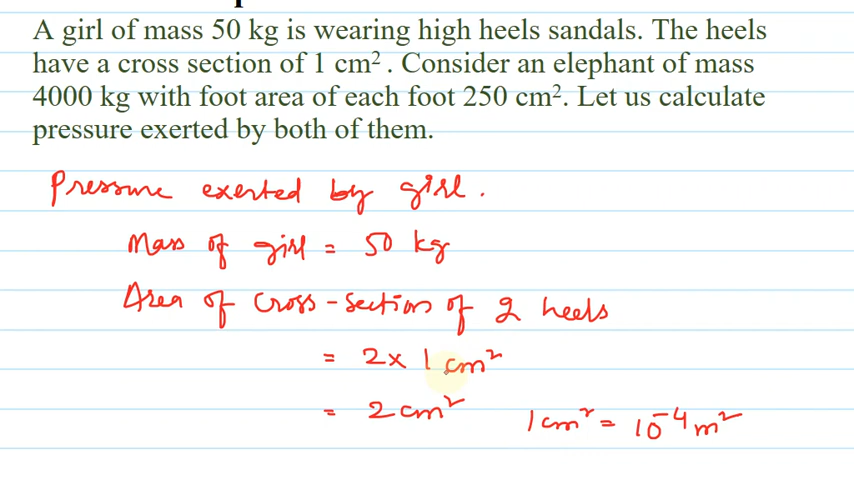 A girl of mass 50 kg is wearing high heels sandals. The heels
have a cross section of 1 cm². Consider an elephant of mass
4000 kg with foot area of each foot 250 cm². Let us calculate
pressure exerted by both of them.
Pressure exerted by girl.
Mass of girl = 50 kg
Area of cross-section of 2 heels
= 2 x 1 cm²
= 2 cm² 1 cm² = 10⁻⁴ m²